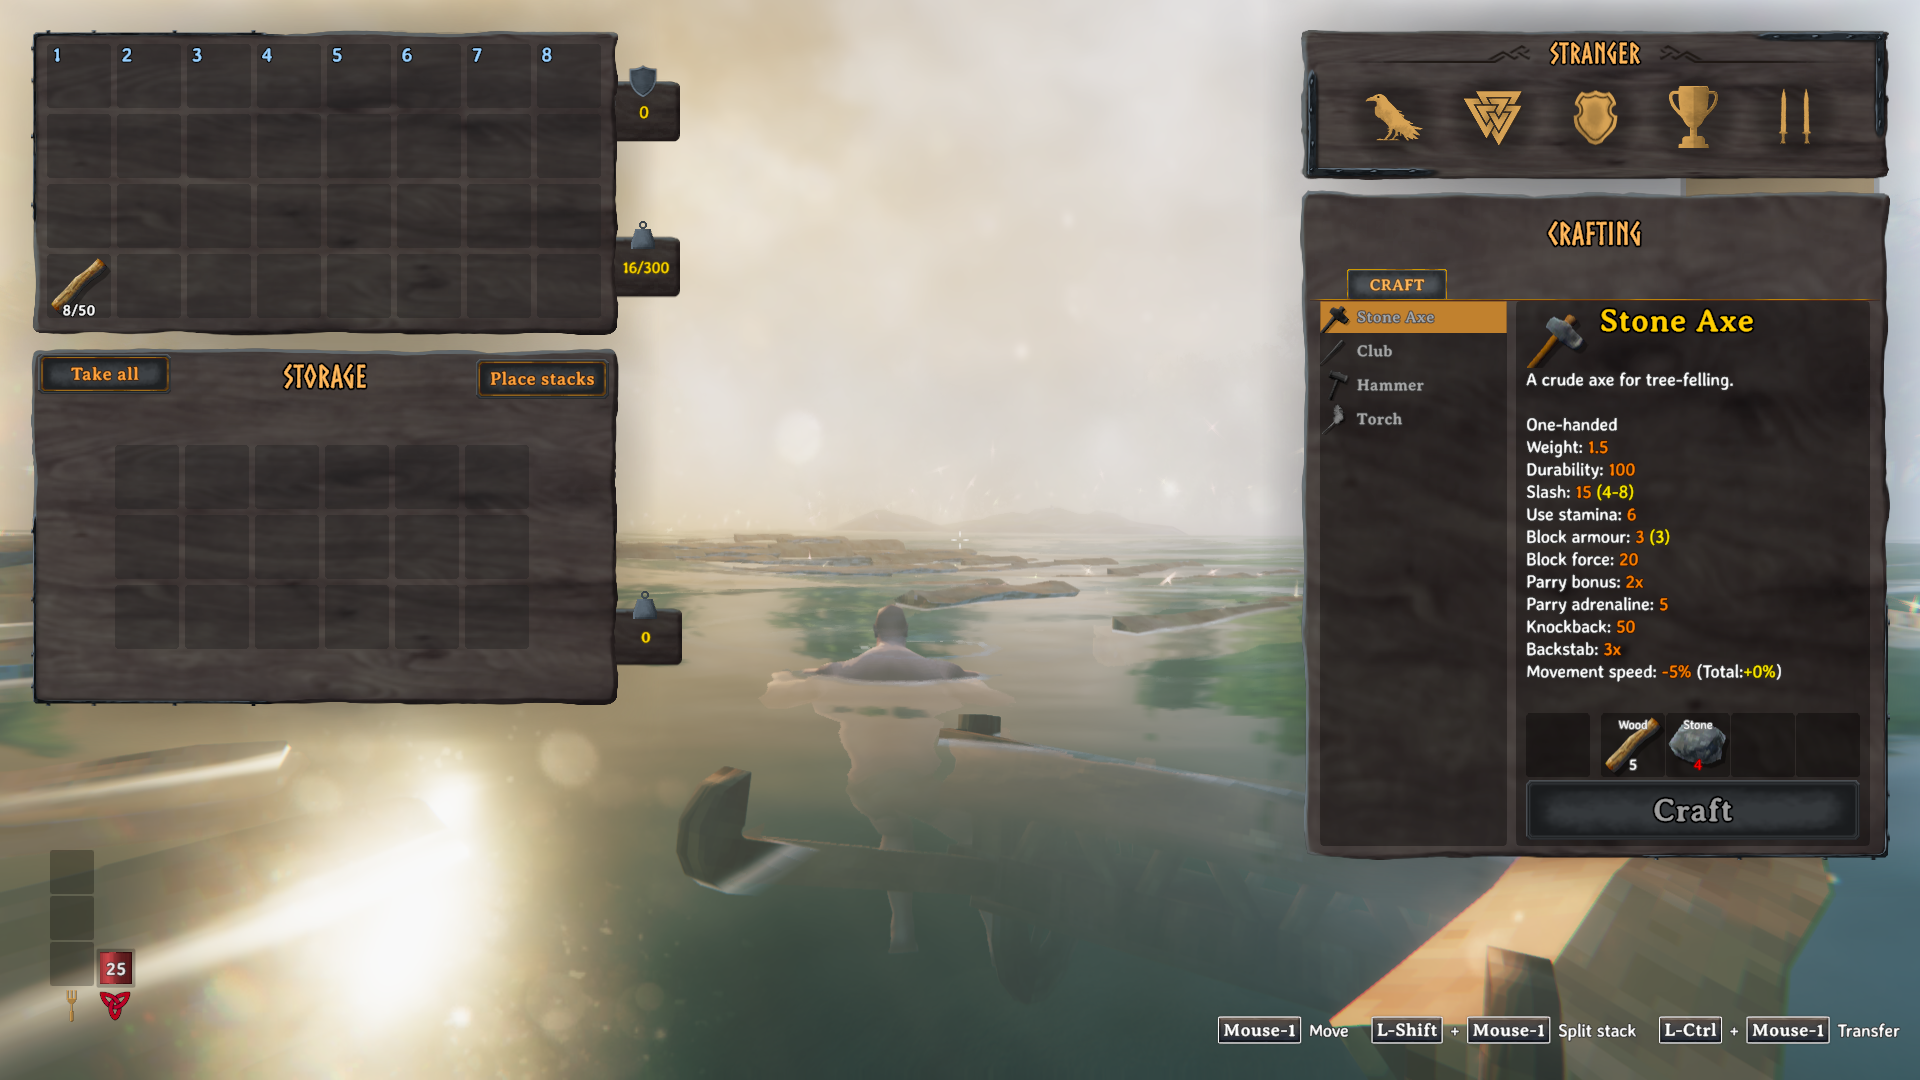 1 2 3 4 5 6 7 8
0
16/300
8/50
Take all
STORAGE
Place stacks
0
25
STRANGER
CRAFTING
CRAFT
Stone Axe
Club
Hammer
Torch
Stone Axe
A crude axe for tree-felling.
One-handed
Weight: 1.5
Durability: 100
Slash: 15 (4-8)
Use stamina: 6
Block armour: 3 (3)
Block force: 20
Parry bonus: 2x
Parry adrenaline: 5
Knockback: 50
Backstab: 3x
Movement speed: -5% (Total:+0%)
Wood Stone
5 4
Craft
Mouse-1 Move L-Shift + Mouse-1 Split stack L-Ctrl + Mouse-1 Transfer